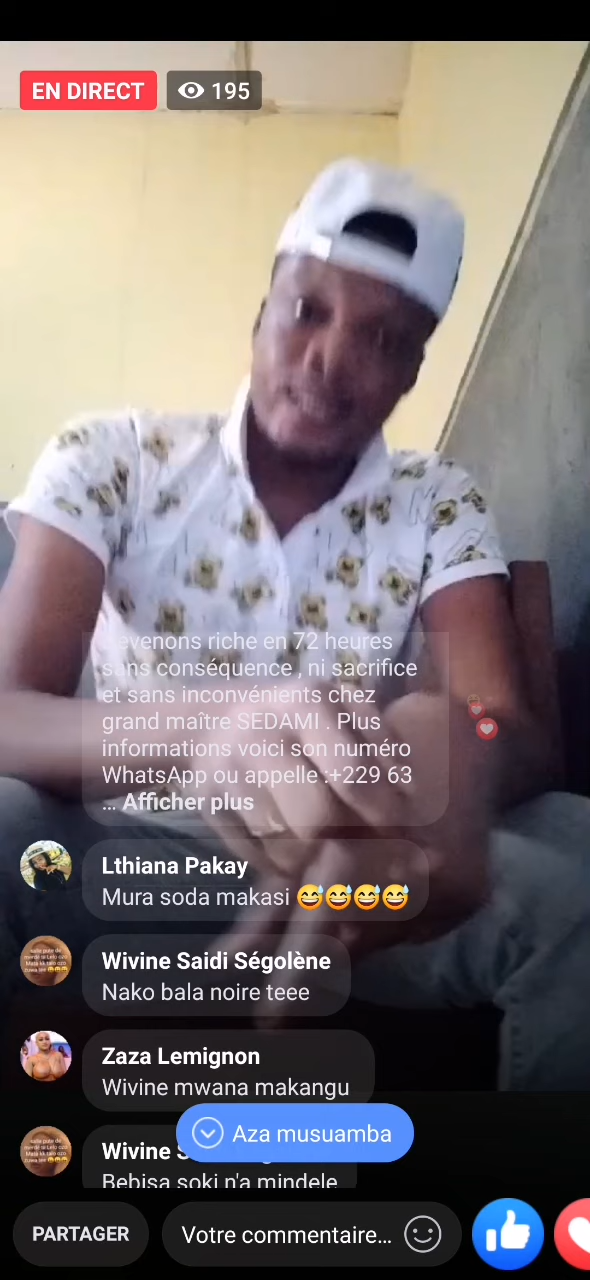 EN DIRECT
195
evenons riche en 72 heures
sans conséquence , ni sacrifice
et sans inconvénients chez
grand maître SEDAMI . Plus
informations voici son numéro
WhatsApp ou appelle :+229 63
… Afficher plus
Lthiana Pakay
Mura soda makasi 😅😅😅😅
Wivine Saidi Ségolène
Nako bala noire teee
Zaza Lemignon
Wivine mwana makangu
Wivine S
Aza musuamba
Bebisa soki n'a mindele
PARTAGER
Votre commentaire…